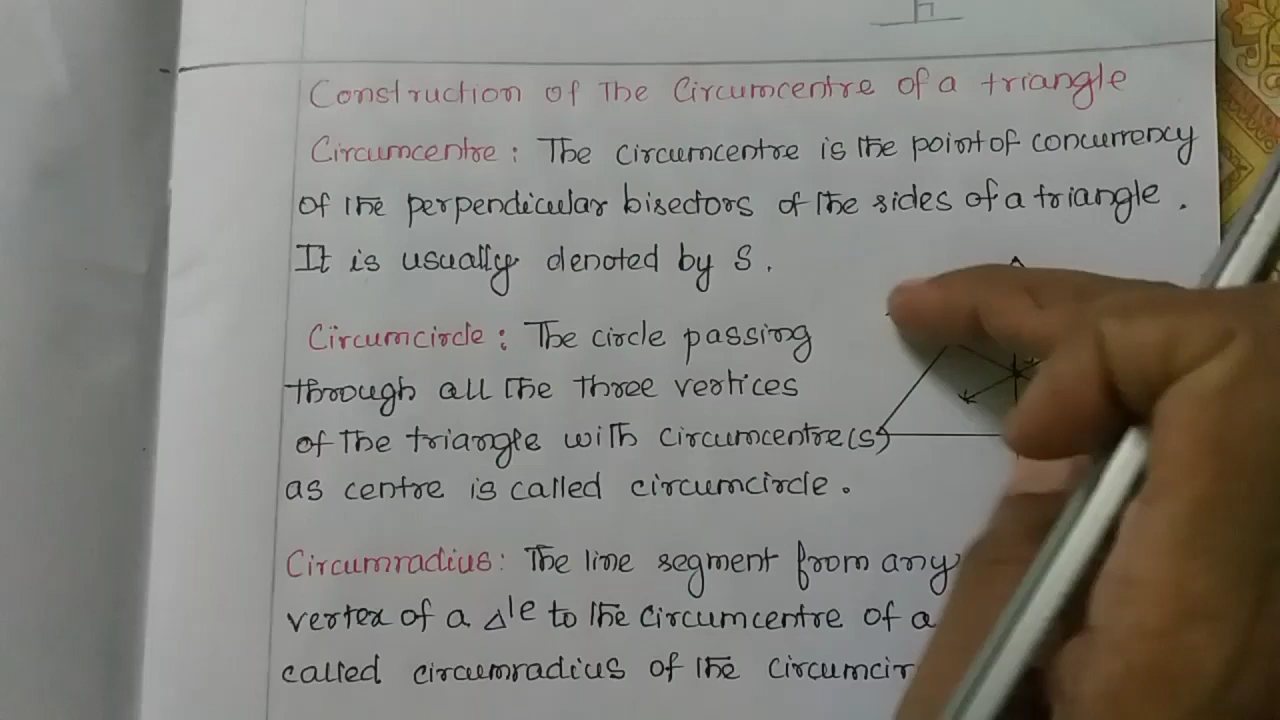 Construction of The Circumcentre of a triangle
Circumcentre: The circumcentre is the point of concurrency
of the perpendicular bisectors of the sides of a triangle.
It is usually denoted by S.
Circumcircle: The circle passing
through all the three vertices
of the triangle with circumcentre(s)
as centre is called circumcircle.
Circumradius: The line segment from any
vertex of a Δle to the circumcentre of a
called circumradius of the circumcir